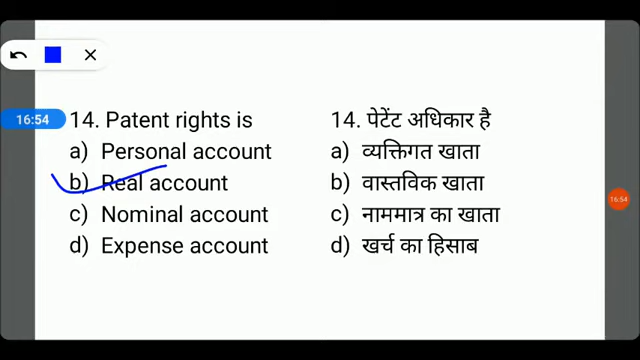 16:54
14. Patent rights is
a) Personal account
b) Real account
c) Nominal account
d) Expense account
14. पेटेंट अधिकार है
a) व्यक्तिगत खाता
b) वास्तविक खाता
c) नाममात्र का खाता
d) खर्च का हिसाब
16:54